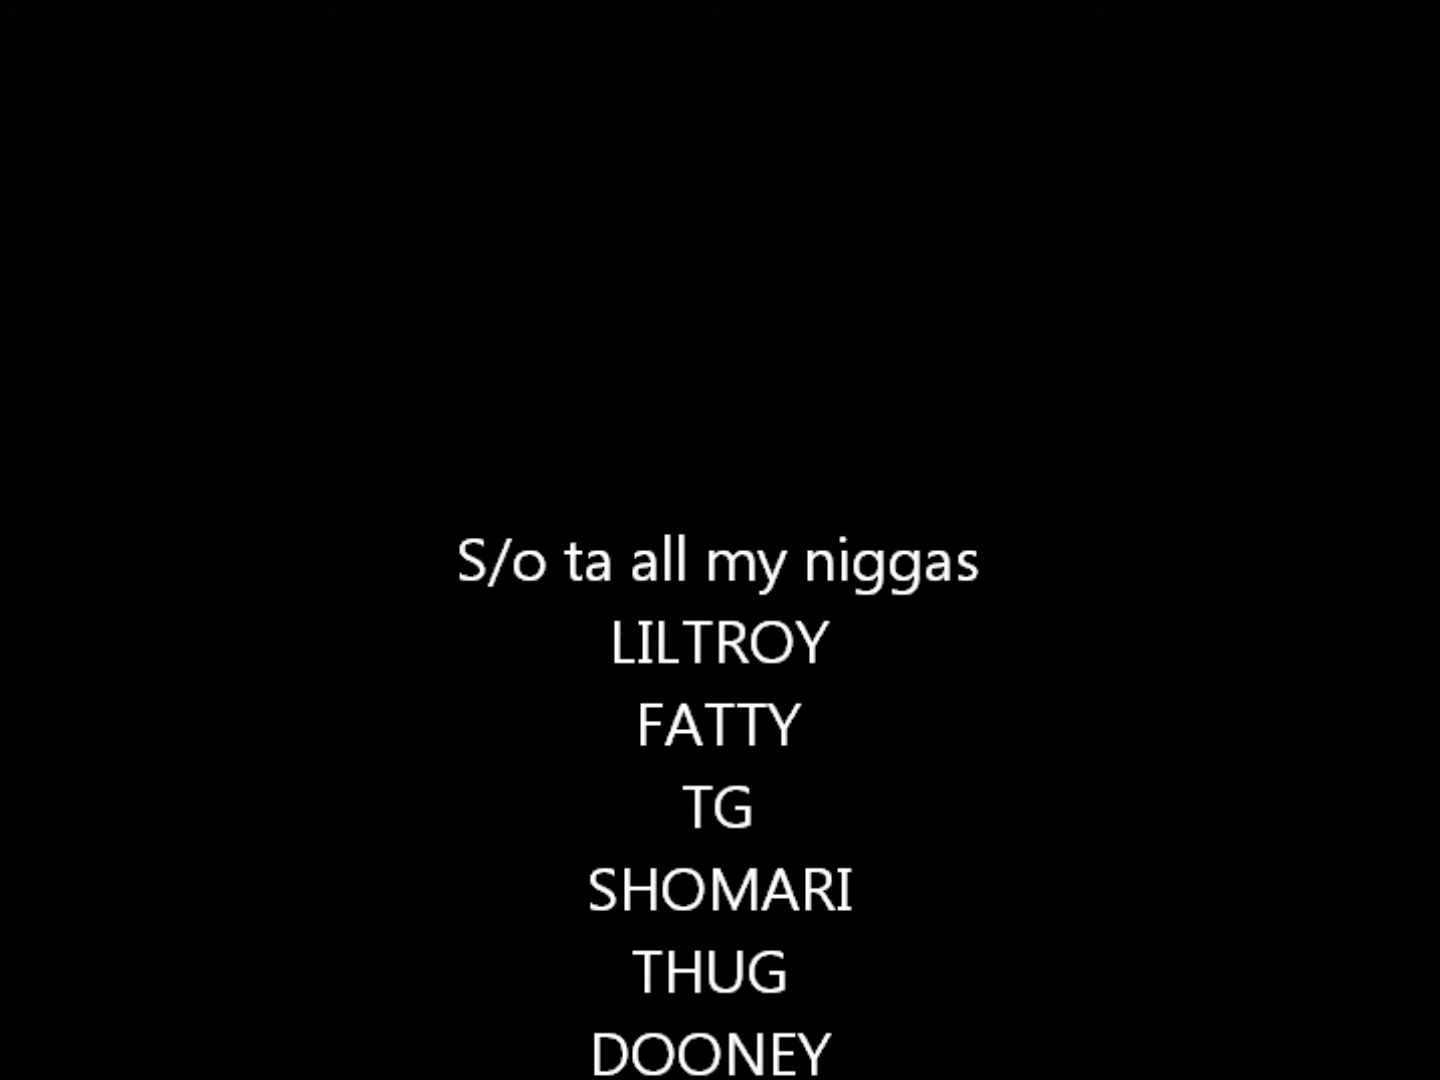 S/o ta all my niggas
LILTROY
FATTY
TG
SHOMARI
THUG
DOONEY